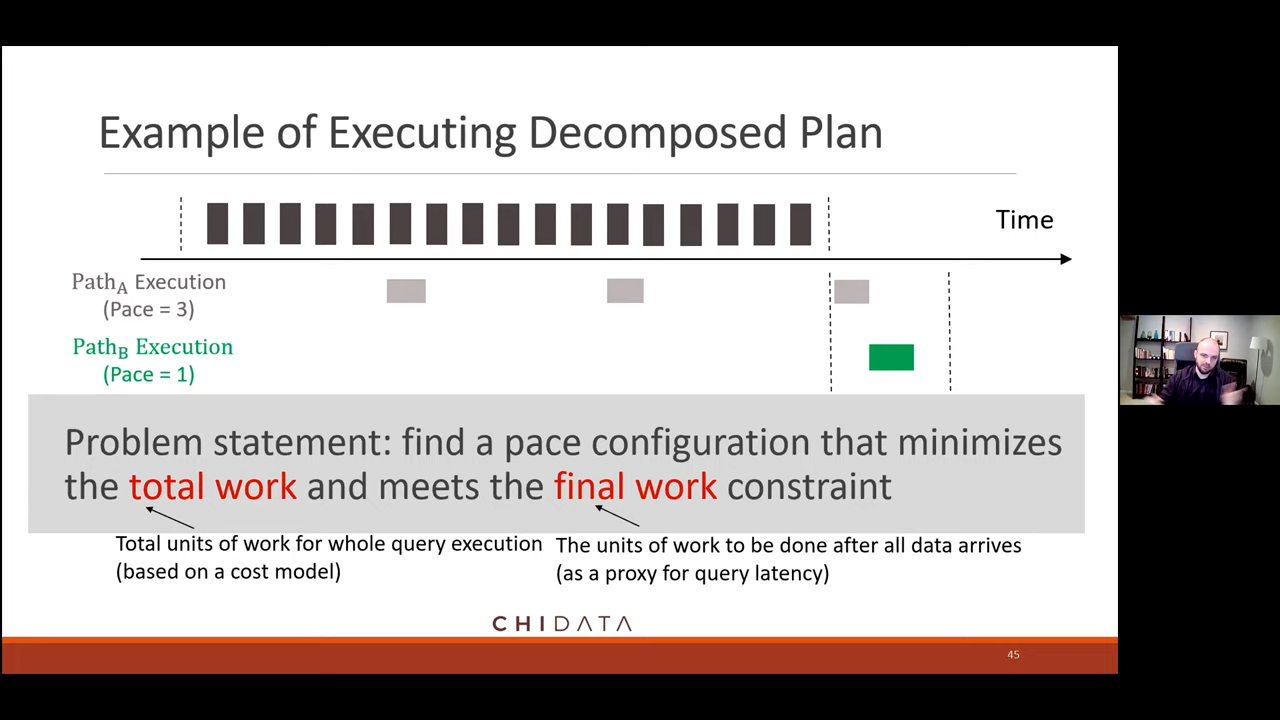 Example of Executing Decomposed Plan
Time
Path_A Execution
(Pace = 3)
Path_B Execution
(Pace = 1)
Problem statement: find a pace configuration that minimizes
the total work and meets the final work constraint
Total units of work for whole query execution
(based on a cost model)
The units of work to be done after all data arrives
(as a proxy for query latency)
CHIDATA
45